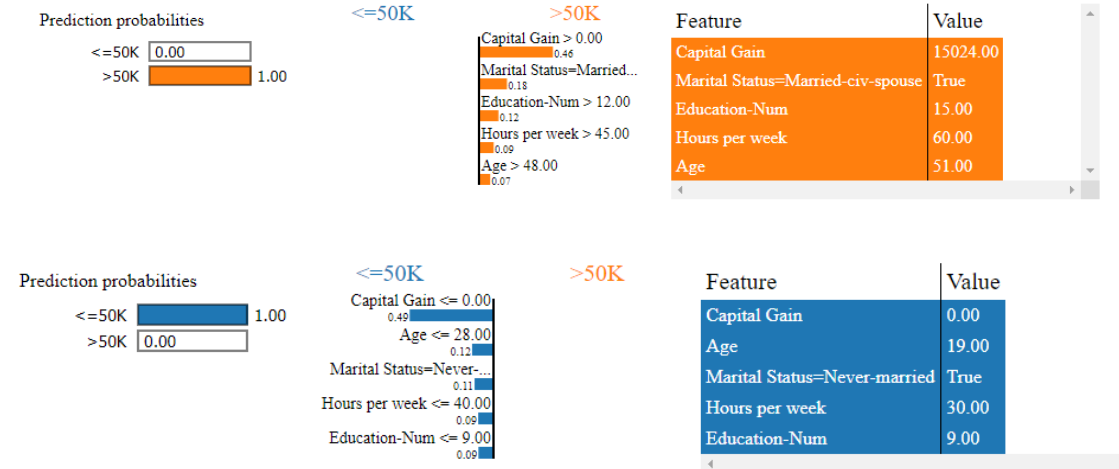 Prediction probabilities
<=50K 0.00
>50K 1.00
<=50K >50K
Capital Gain > 0.00
0.46
Marital Status=Married...
0.18
Education-Num > 12.00
0.12
Hours per week > 45.00
0.09
Age > 48.00
0.07
Feature Value
Capital Gain 15024.00
Marital Status=Married-civ-spouse True
Education-Num 15.00
Hours per week 60.00
Age 51.00
Prediction probabilities
<=50K 1.00
>50K 0.00
<=50K >50K
Capital Gain <= 0.00
0.49
Age <= 28.00
0.12
Marital Status=Never-...
0.11
Hours per week <= 40.00
0.09
Education-Num <= 9.00
0.09
Feature Value
Capital Gain 0.00
Age 19.00
Marital Status=Never-married True
Hours per week 30.00
Education-Num 9.00